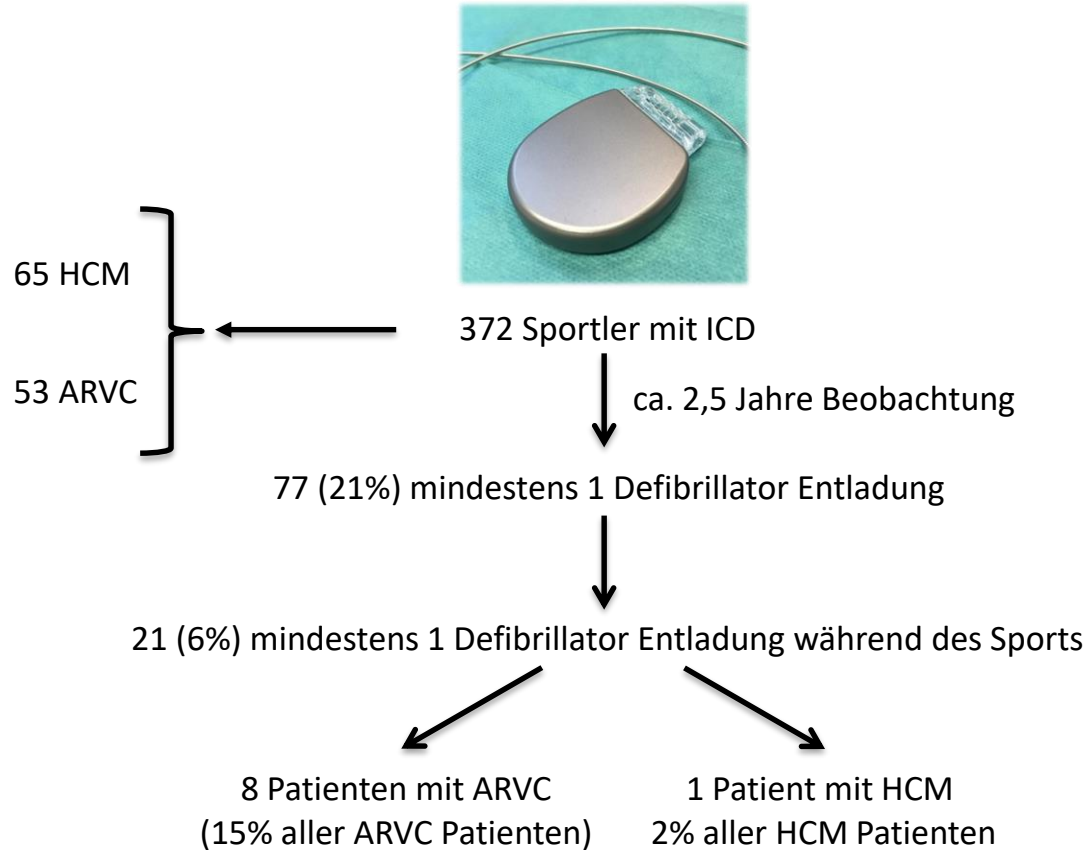 65 HCM
53 ARVC
372 Sportler mit ICD
ca. 2,5 Jahre Beobachtung
77 (21%) mindestens 1 Defibrillator Entladung
21 (6%) mindestens 1 Defibrillator Entladung während des Sports
8 Patienten mit ARVC
(15% aller ARVC Patienten)
1 Patient mit HCM
2% aller HCM Patienten